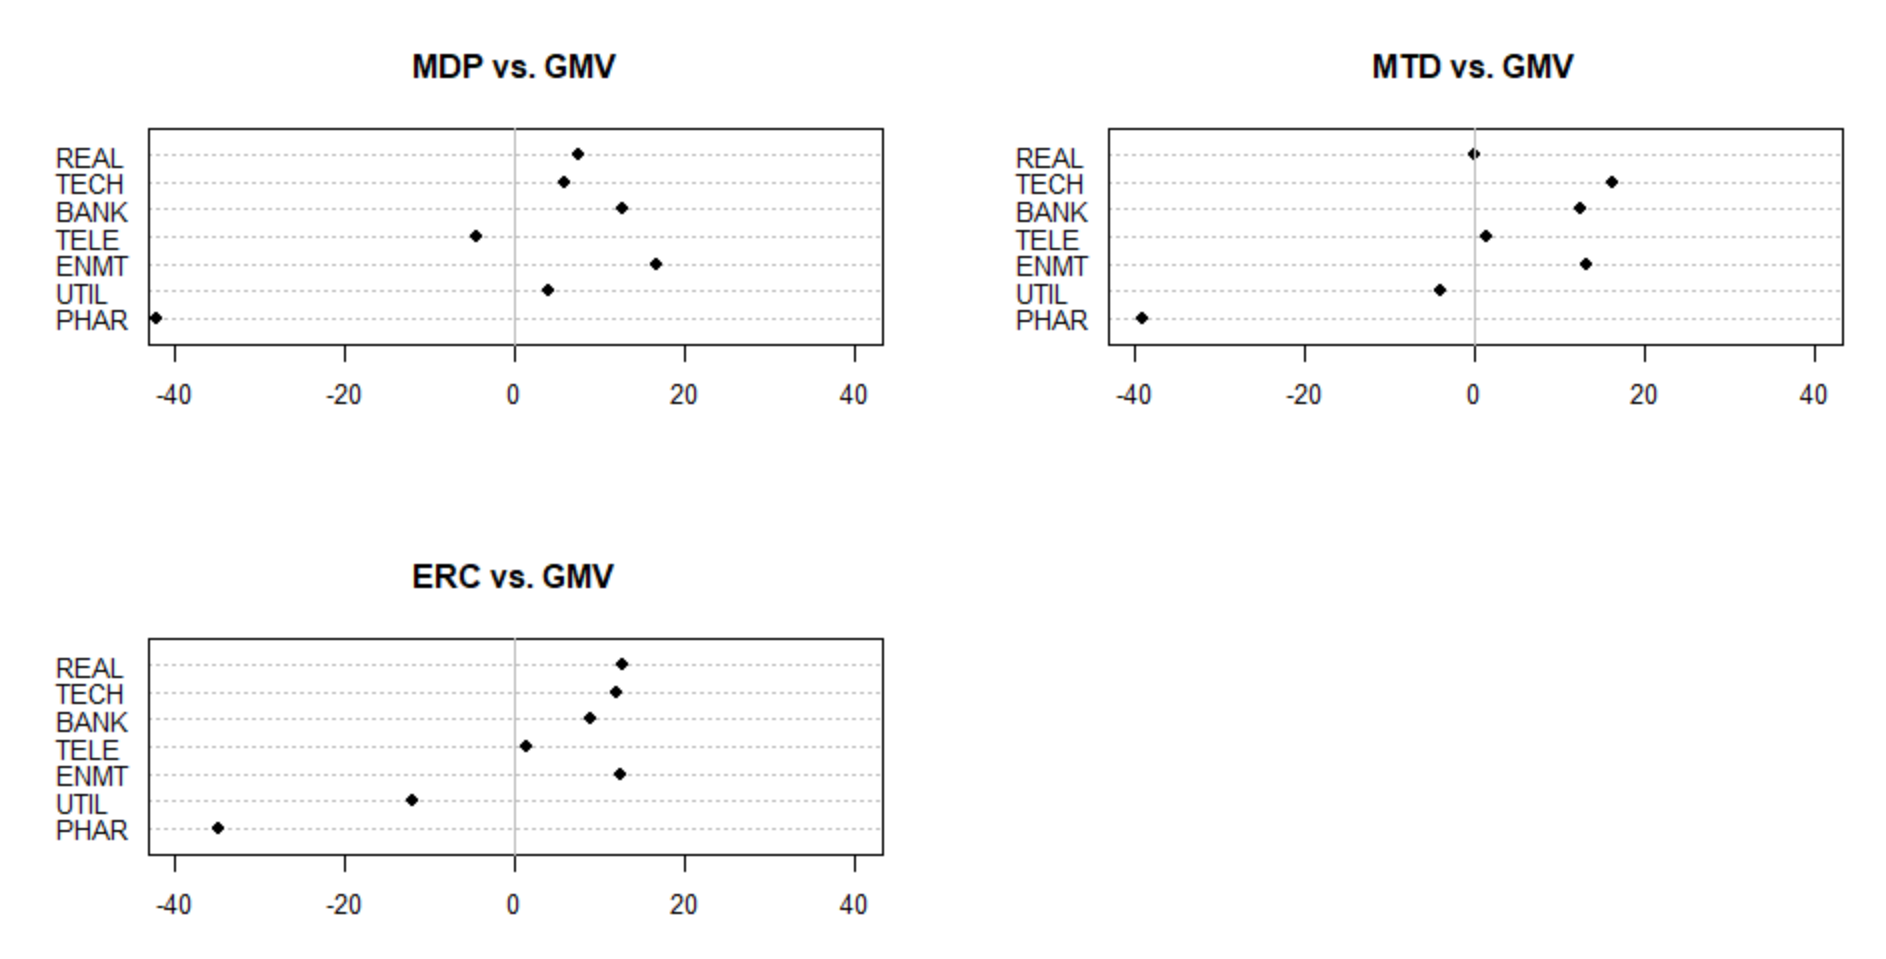 MDP vs. GMV
REAL
TECH
BANK
TELE
ENMT
UTIL
PHAR
-40 -20 0 20 40
MTD vs. GMV
REAL
TECH
BANK
TELE
ENMT
UTIL
PHAR
-40 -20 0 20 40
ERC vs. GMV
REAL
TECH
BANK
TELE
ENMT
UTIL
PHAR
-40 -20 0 20 40